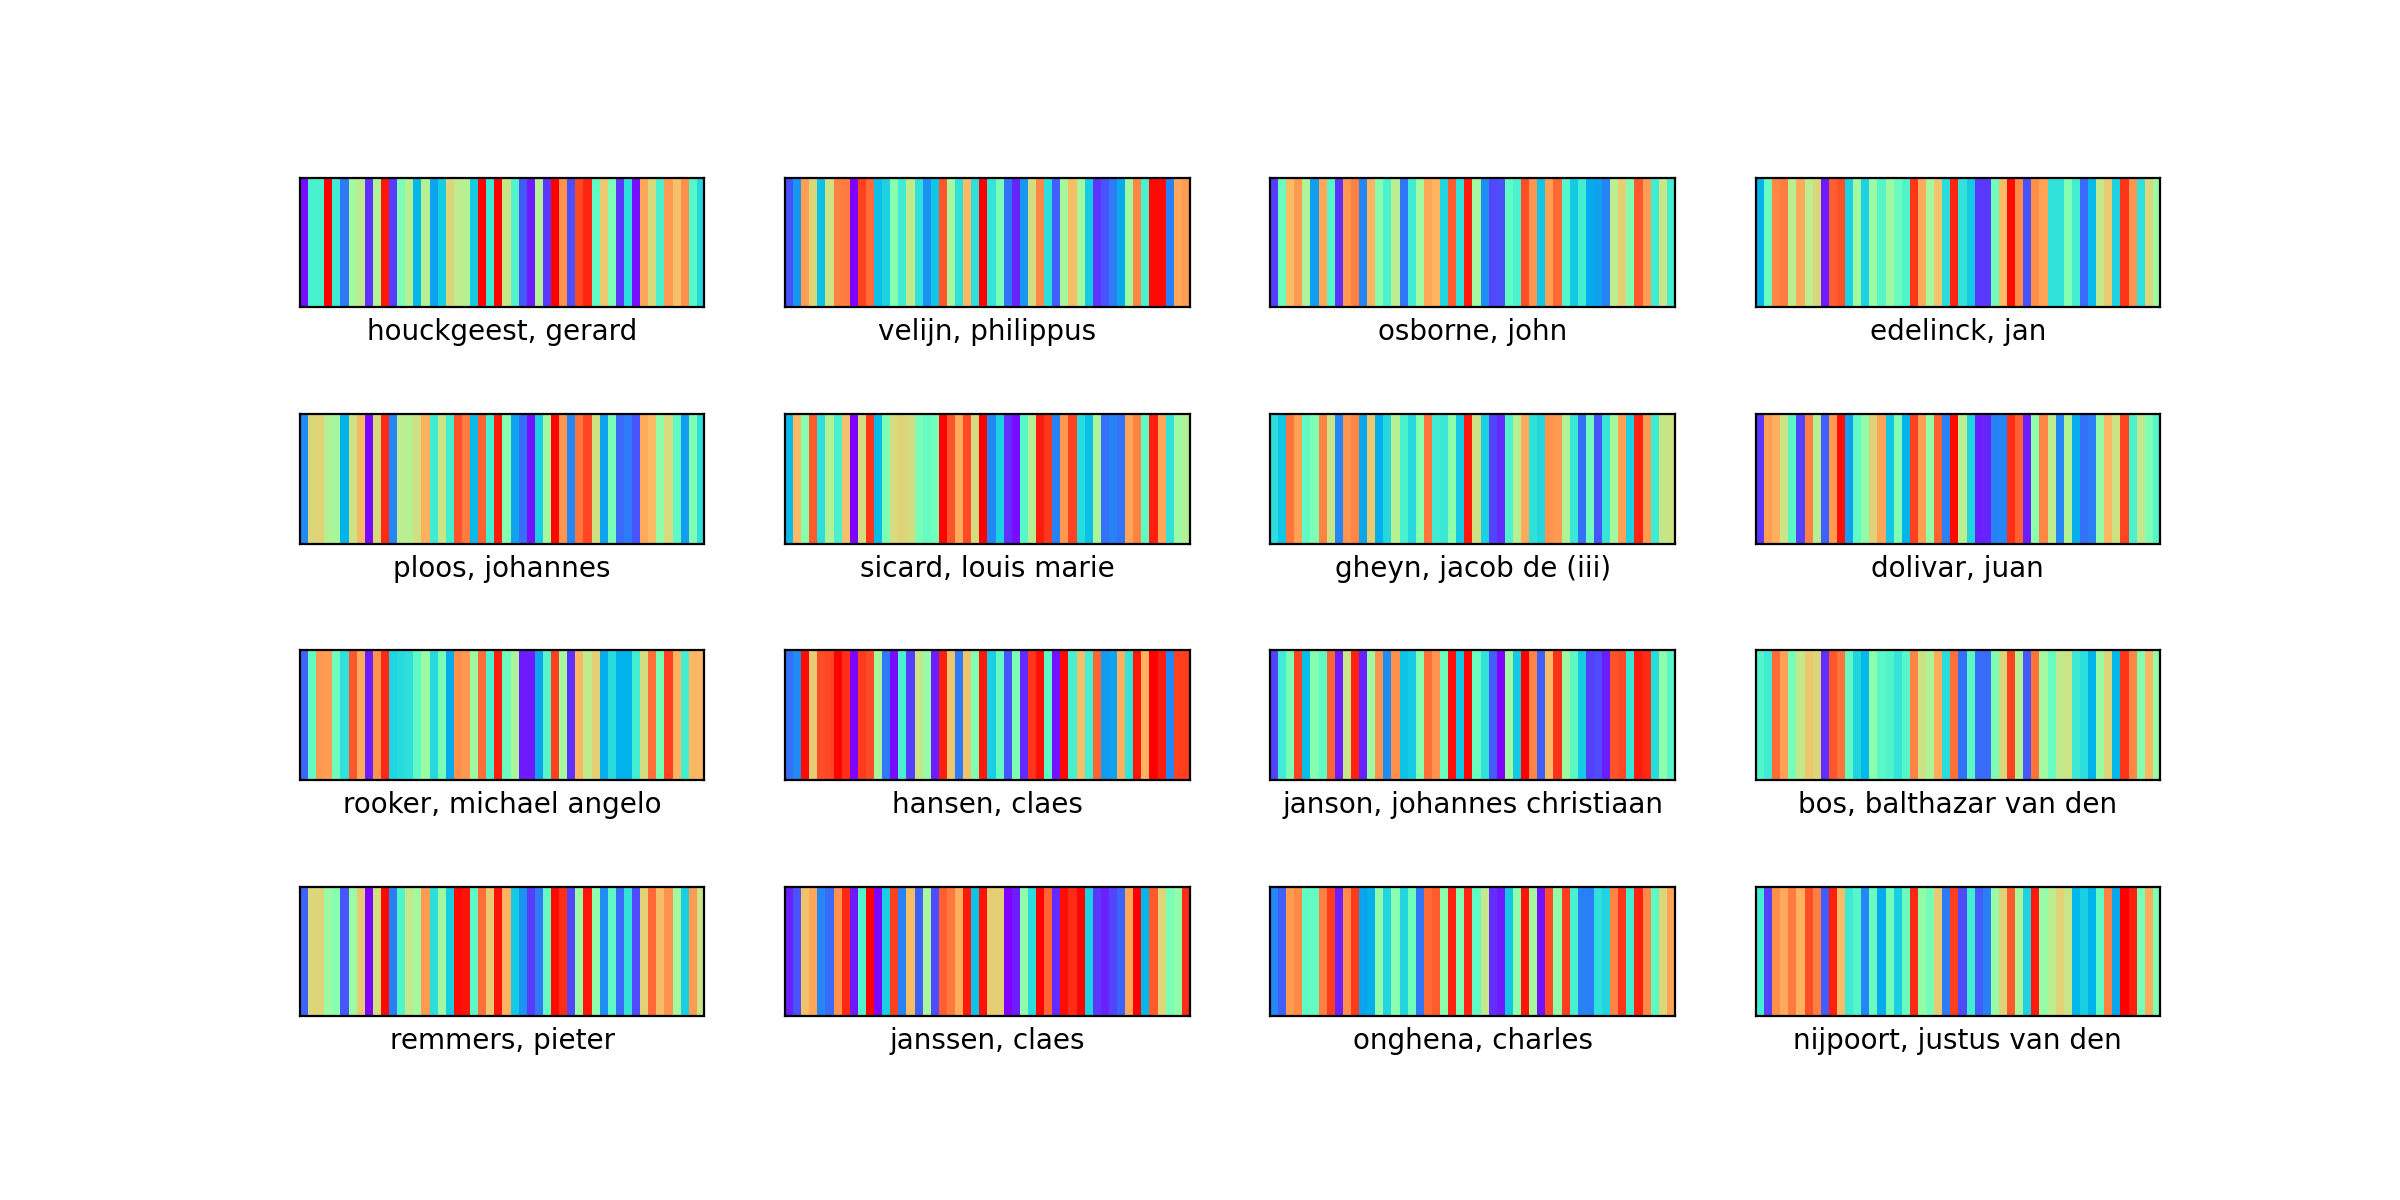 houckgeest, gerard
velijn, philippus
osborne, john
edelinck, jan
ploos, johannes
sicard, louis marie
gheyn, jacob de (iii)
dolivar, juan
rooker, michael angelo
hansen, claes
janson, johannes christiaan
bos, balthazar van den
remmers, pieter
janssen, claes
onghena, charles
nijpoort, justus van den